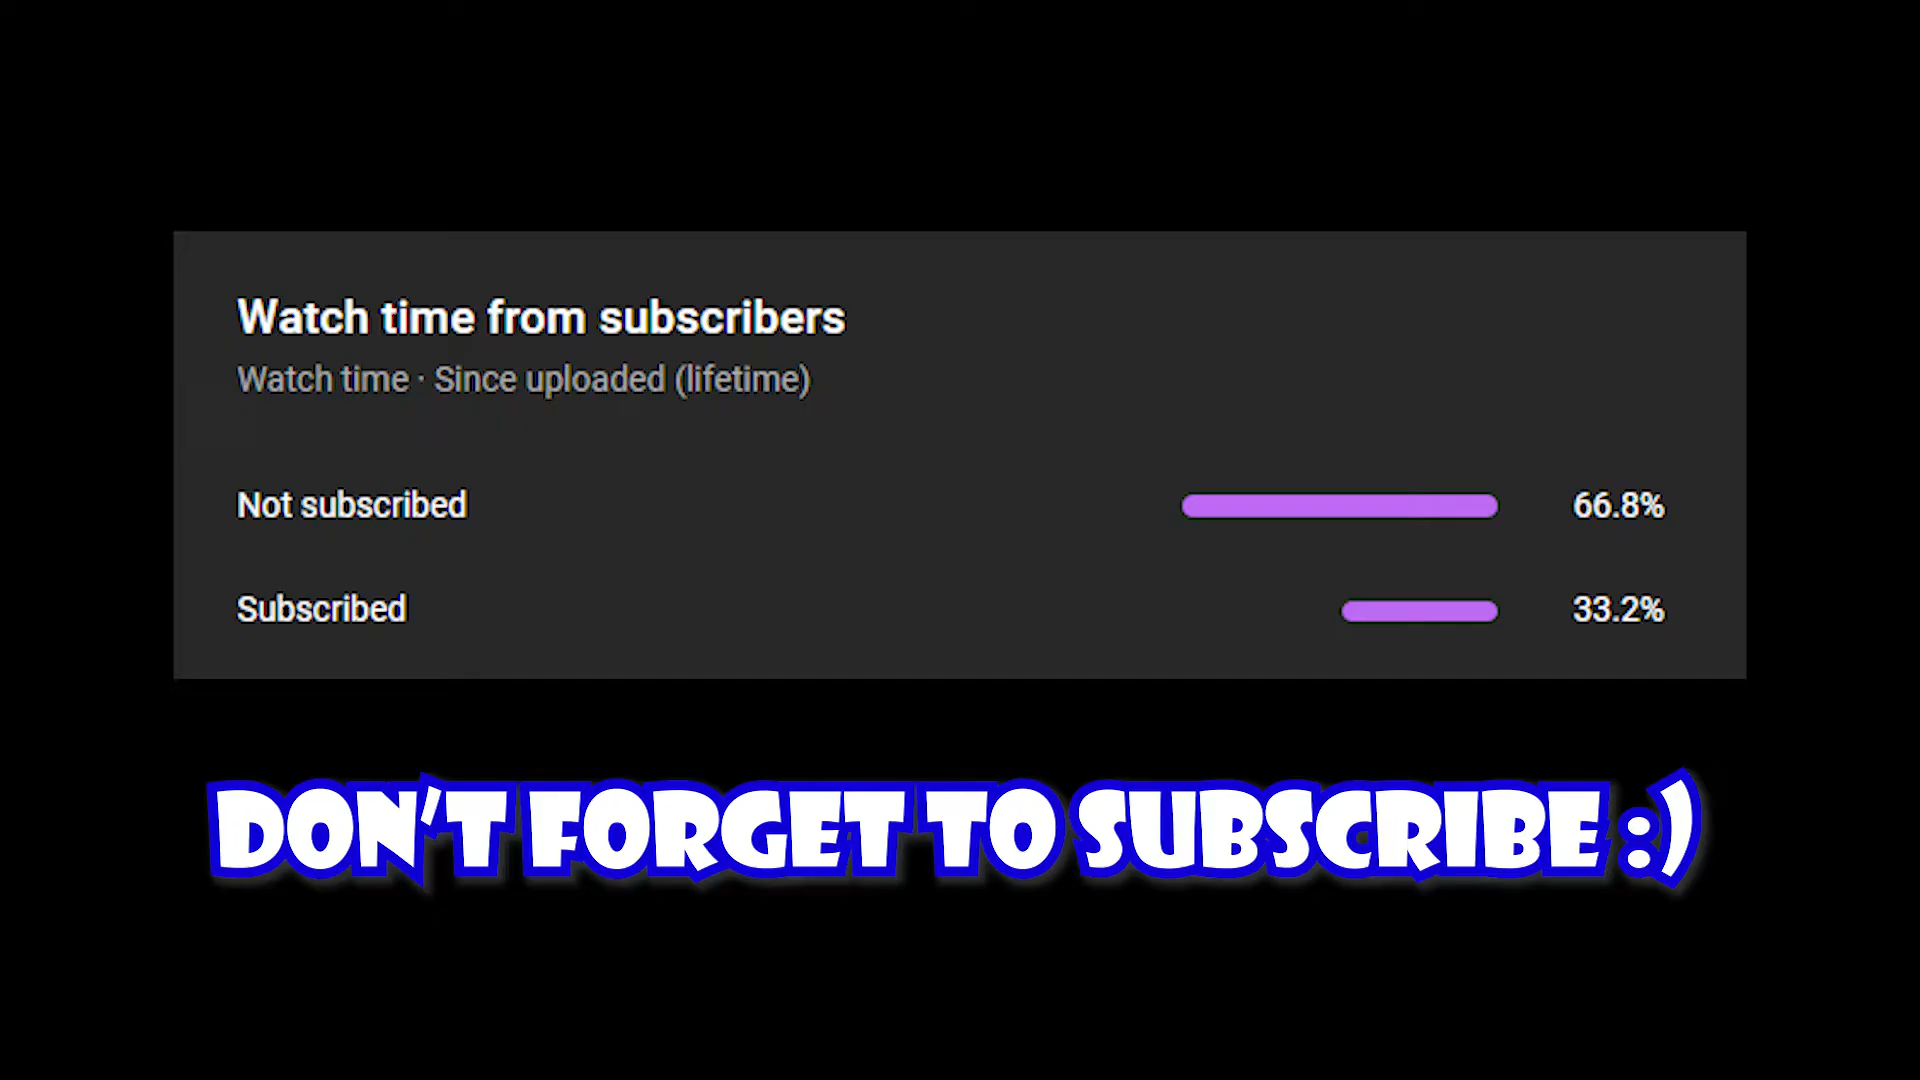 Watch time from subscribers
Watch time · Since uploaded (lifetime)
Not subscribed 66.8%
Subscribed 33.2%
DON'T FORGET TO SUBSCRIBE :)